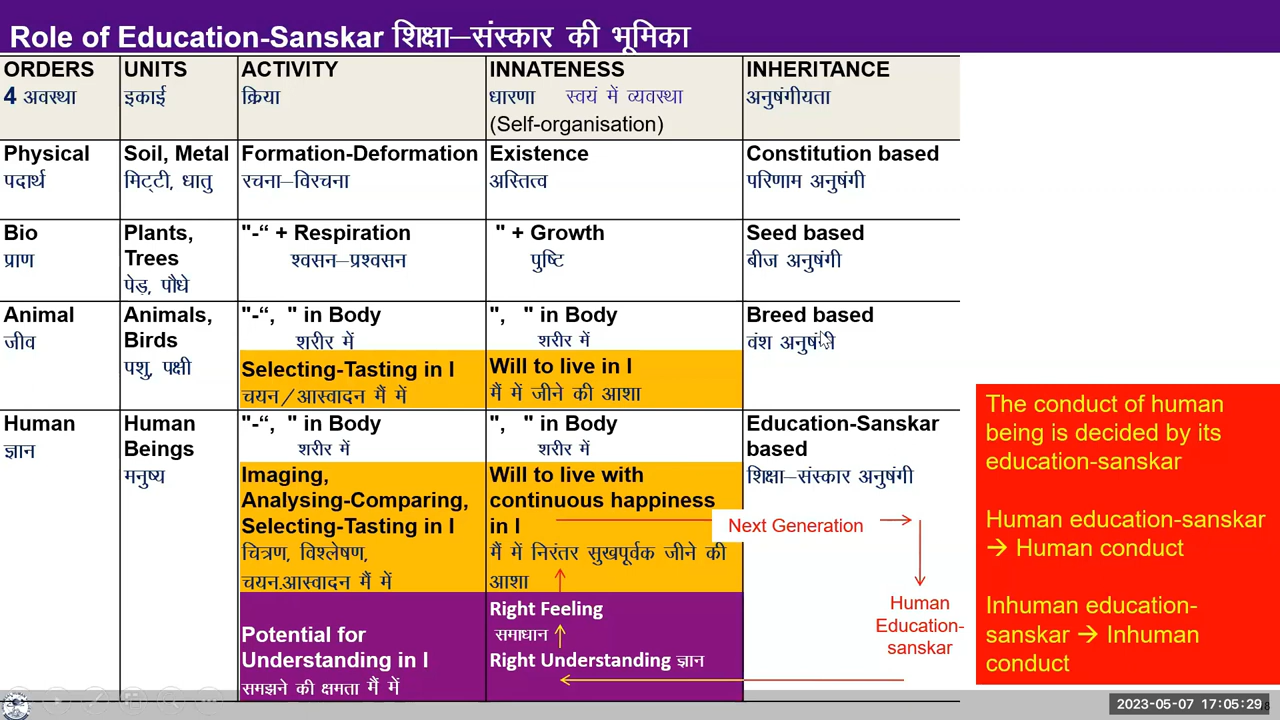 Role of Education-Sanskar शिक्षा–संस्कार की भूमिका
ORDERS
4 अवस्था
UNITS
इकाई
ACTIVITY
क्रिया
INNATENESS
धारणा स्वयं में व्यवस्था
(Self-organisation)
INHERITANCE
अनुषंगीयता
Physical
पदार्थ
Soil, Metal
मिट्टी, धातु
Formation-Deformation
रचना–विरचना
Existence
अस्तित्व
Constitution based
परिणाम अनुषंगी
Bio
प्राण
Plants,
Trees
पेड़, पौधे
"-“ + Respiration
श्वसन–प्रश्वसन
" + Growth
पुष्टि
Seed based
बीज अनुषंगी
Animal
जीव
Animals,
Birds
पशु, पक्षी
"-“, " in Body
शरीर में
Selecting-Tasting in I
चयन/आस्वादन मैं में
", " in Body
शरीर में
Will to live in I
मैं में जीने की आशा
Breed based
वंश अनुषंगी
Human
ज्ञान
Human
Beings
मनुष्य
"-“, " in Body
शरीर में
Imaging,
Analysing-Comparing,
Selecting-Tasting in I
चित्रण, विश्लेषण,
चयन.आस्वादन मैं में
Potential for
Understanding in I
समझने की क्षमता मैं में
", " in Body
शरीर में
Will to live with
continuous happiness
in I
मैं में निरंतर सुखपूर्वक जीने की
आशा
Right Feeling
समाधान
Right Understanding ज्ञान
Education-Sanskar
based
शिक्षा–संस्कार अनुषंगी
Next Generation
Human
Education-
sanskar
The conduct of human
being is decided by its
education-sanskar
Human education-sanskar
→ Human conduct
Inhuman education-
sanskar → Inhuman
conduct
2023-05-07 17:05:29